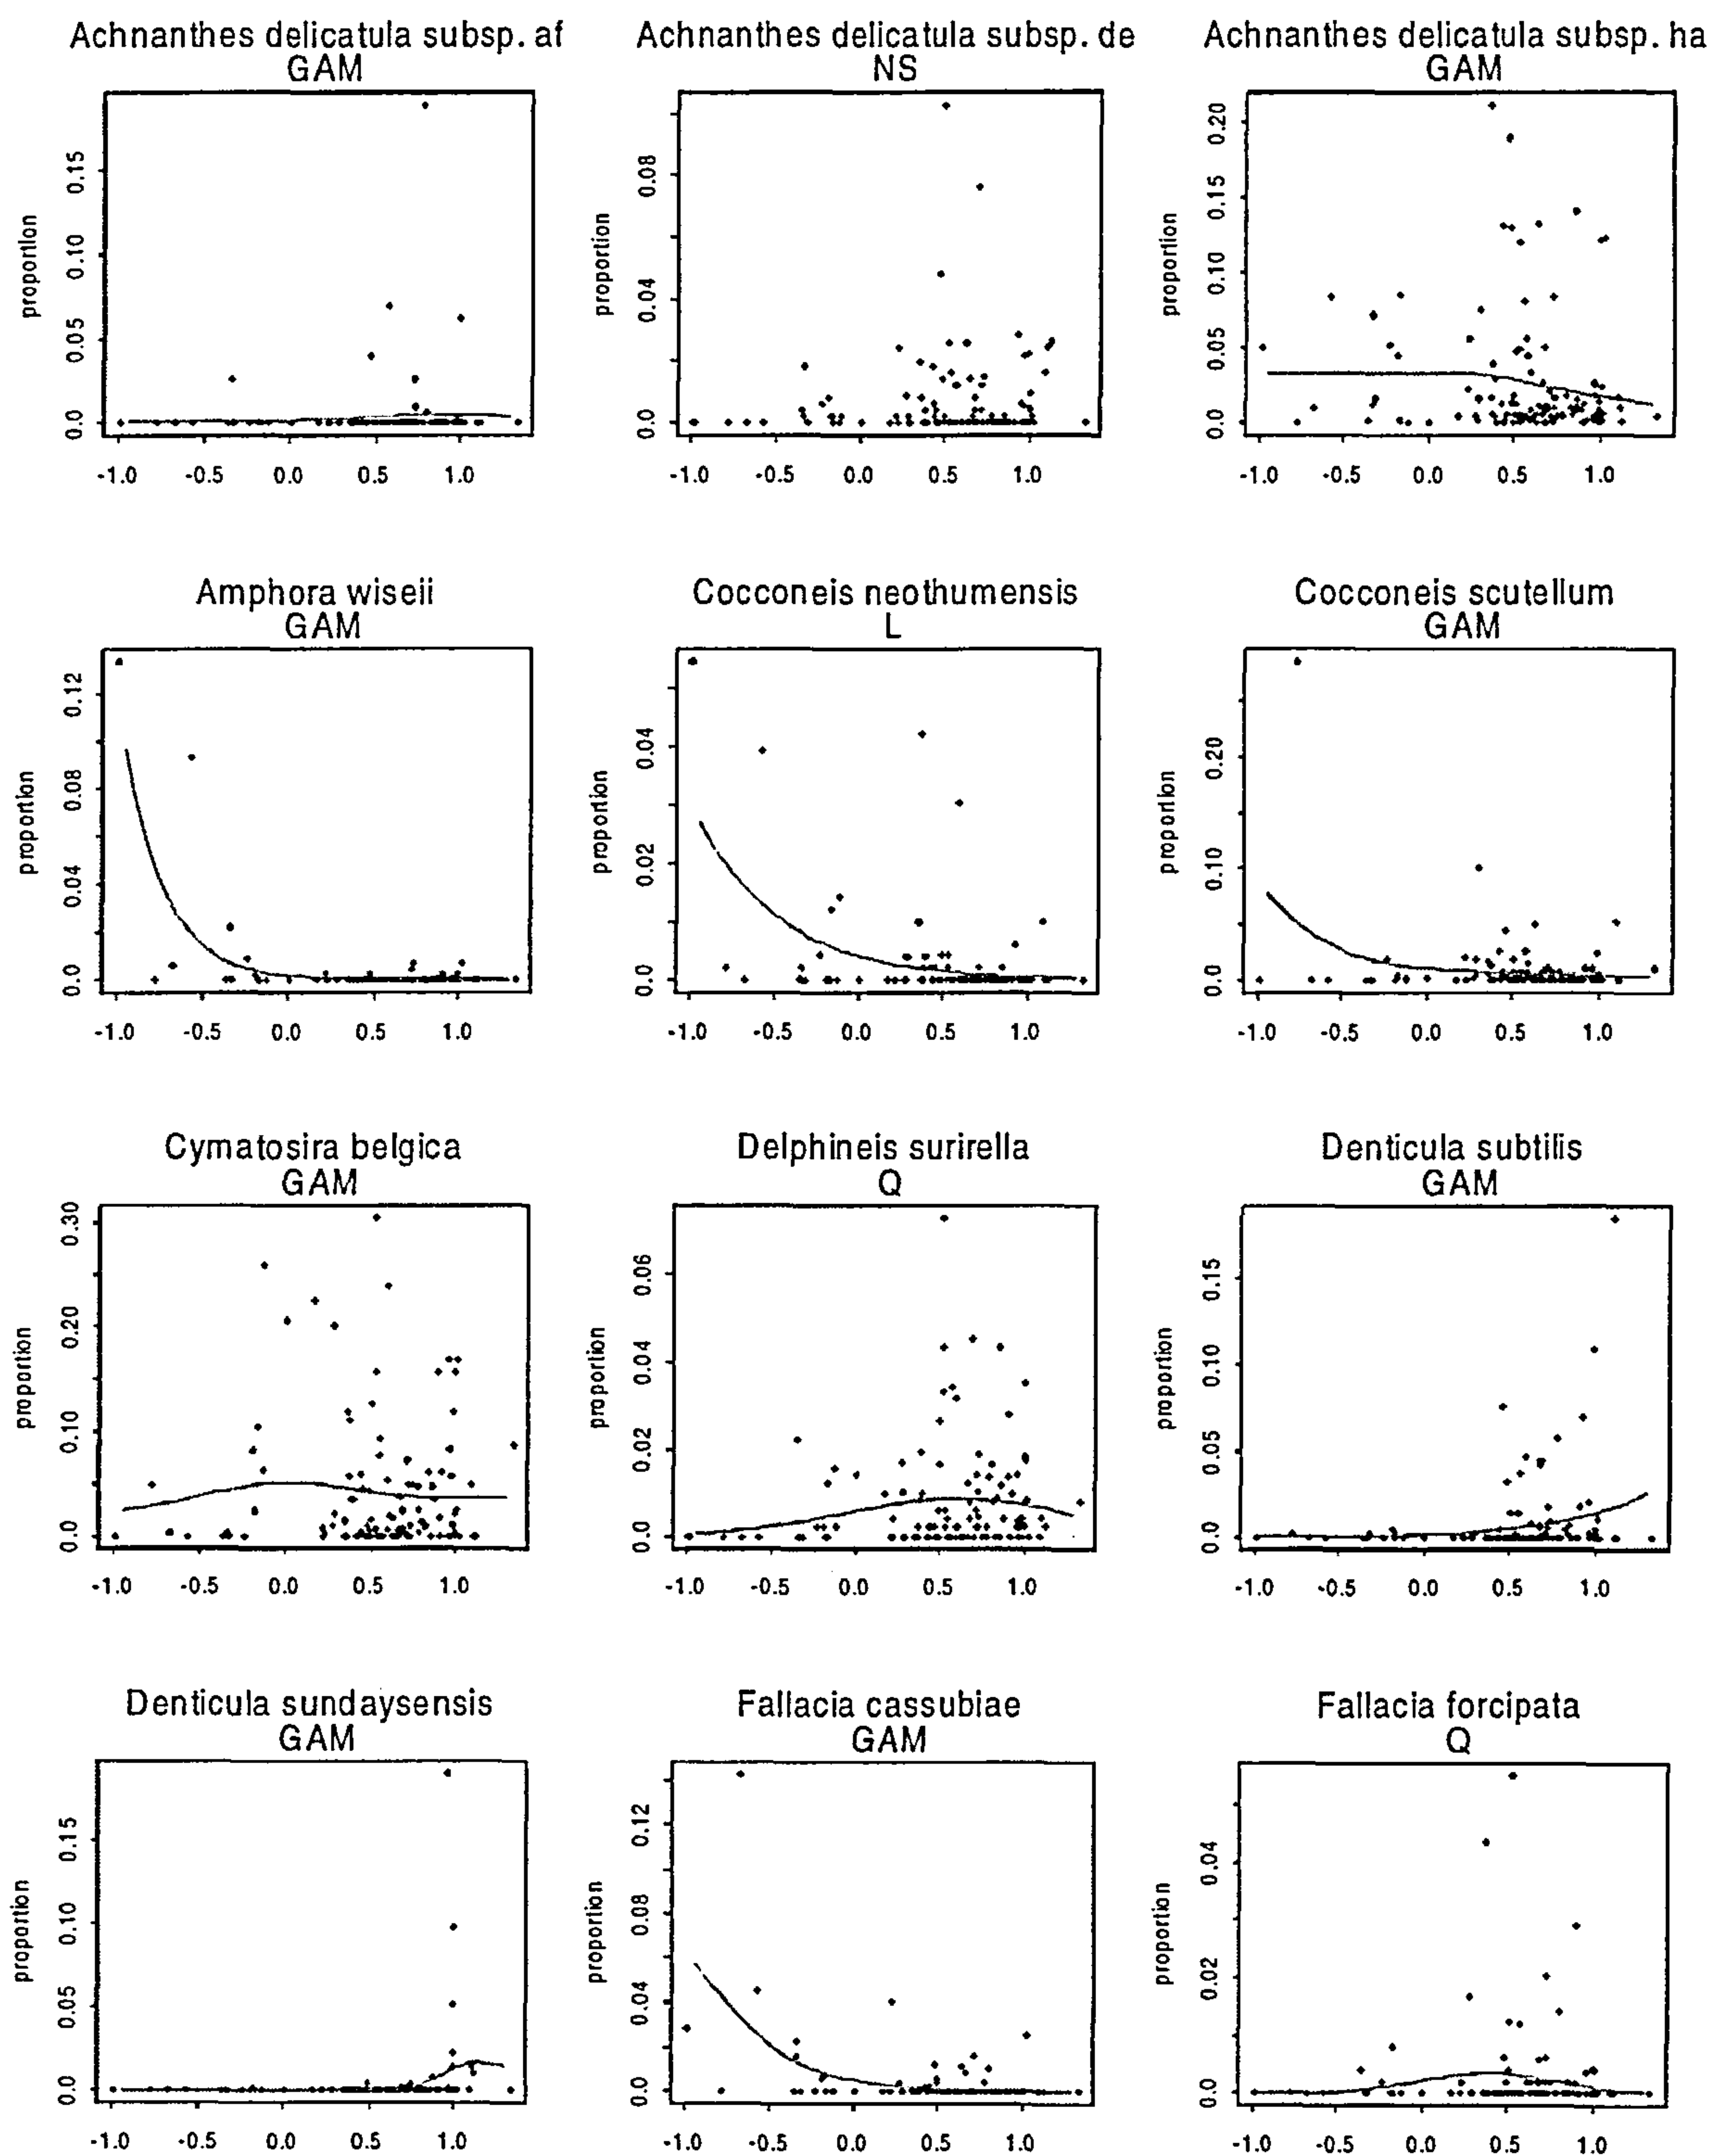 Achnanthes delicatula subsp. af
GAM
Achnanthes delicatula subsp. de
NS
Achnanthes delicatula subsp. ha
GAM
proportion
0.0 0.05 0.10 0.15
-1.0 -0.5 0.0 0.5 1.0
proportion
0.0 0.04 0.08
-1.0 -0.5 0.0 0.5 1.0
proportion
0.0 0.05 0.10 0.15 0.20
-1.0 -0.5 0.0 0.5 1.0
Amphora wiseii
GAM
Cocconeis neothumensis
L
Cocconeis scutellum
GAM
proportion
0.0 0.04 0.08 0.12
-1.0 -0.5 0.0 0.5 1.0
proportion
0.0 0.02 0.04
-1.0 -0.5 0.0 0.5 1.0
proportion
0.0 0.10 0.20
-1.0 -0.5 0.0 0.5 1.0
Cymatosira belgica
GAM
Delphineis surirella
Q
Denticula subtilis
GAM
proportion
0.0 0.10 0.20 0.30
-1.0 -0.5 0.0 0.5 1.0
proportion
0.0 0.02 0.04 0.06
-1.0 -0.5 0.0 0.5 1.0
proportion
0.0 0.05 0.10 0.15
-1.0 -0.5 0.0 0.5 1.0
Denticula sundaysensis
GAM
Fallacia cassubiae
GAM
Fallacia forcipata
Q
proportion
0.0 0.05 0.10 0.15
-1.0 -0.5 0.0 0.5 1.0
proportion
0.0 0.04 0.08 0.12
-1.0 -0.5 0.0 0.5 1.0
proportion
0.0 0.02 0.04
-1.0 -0.5 0.0 0.5 1.0